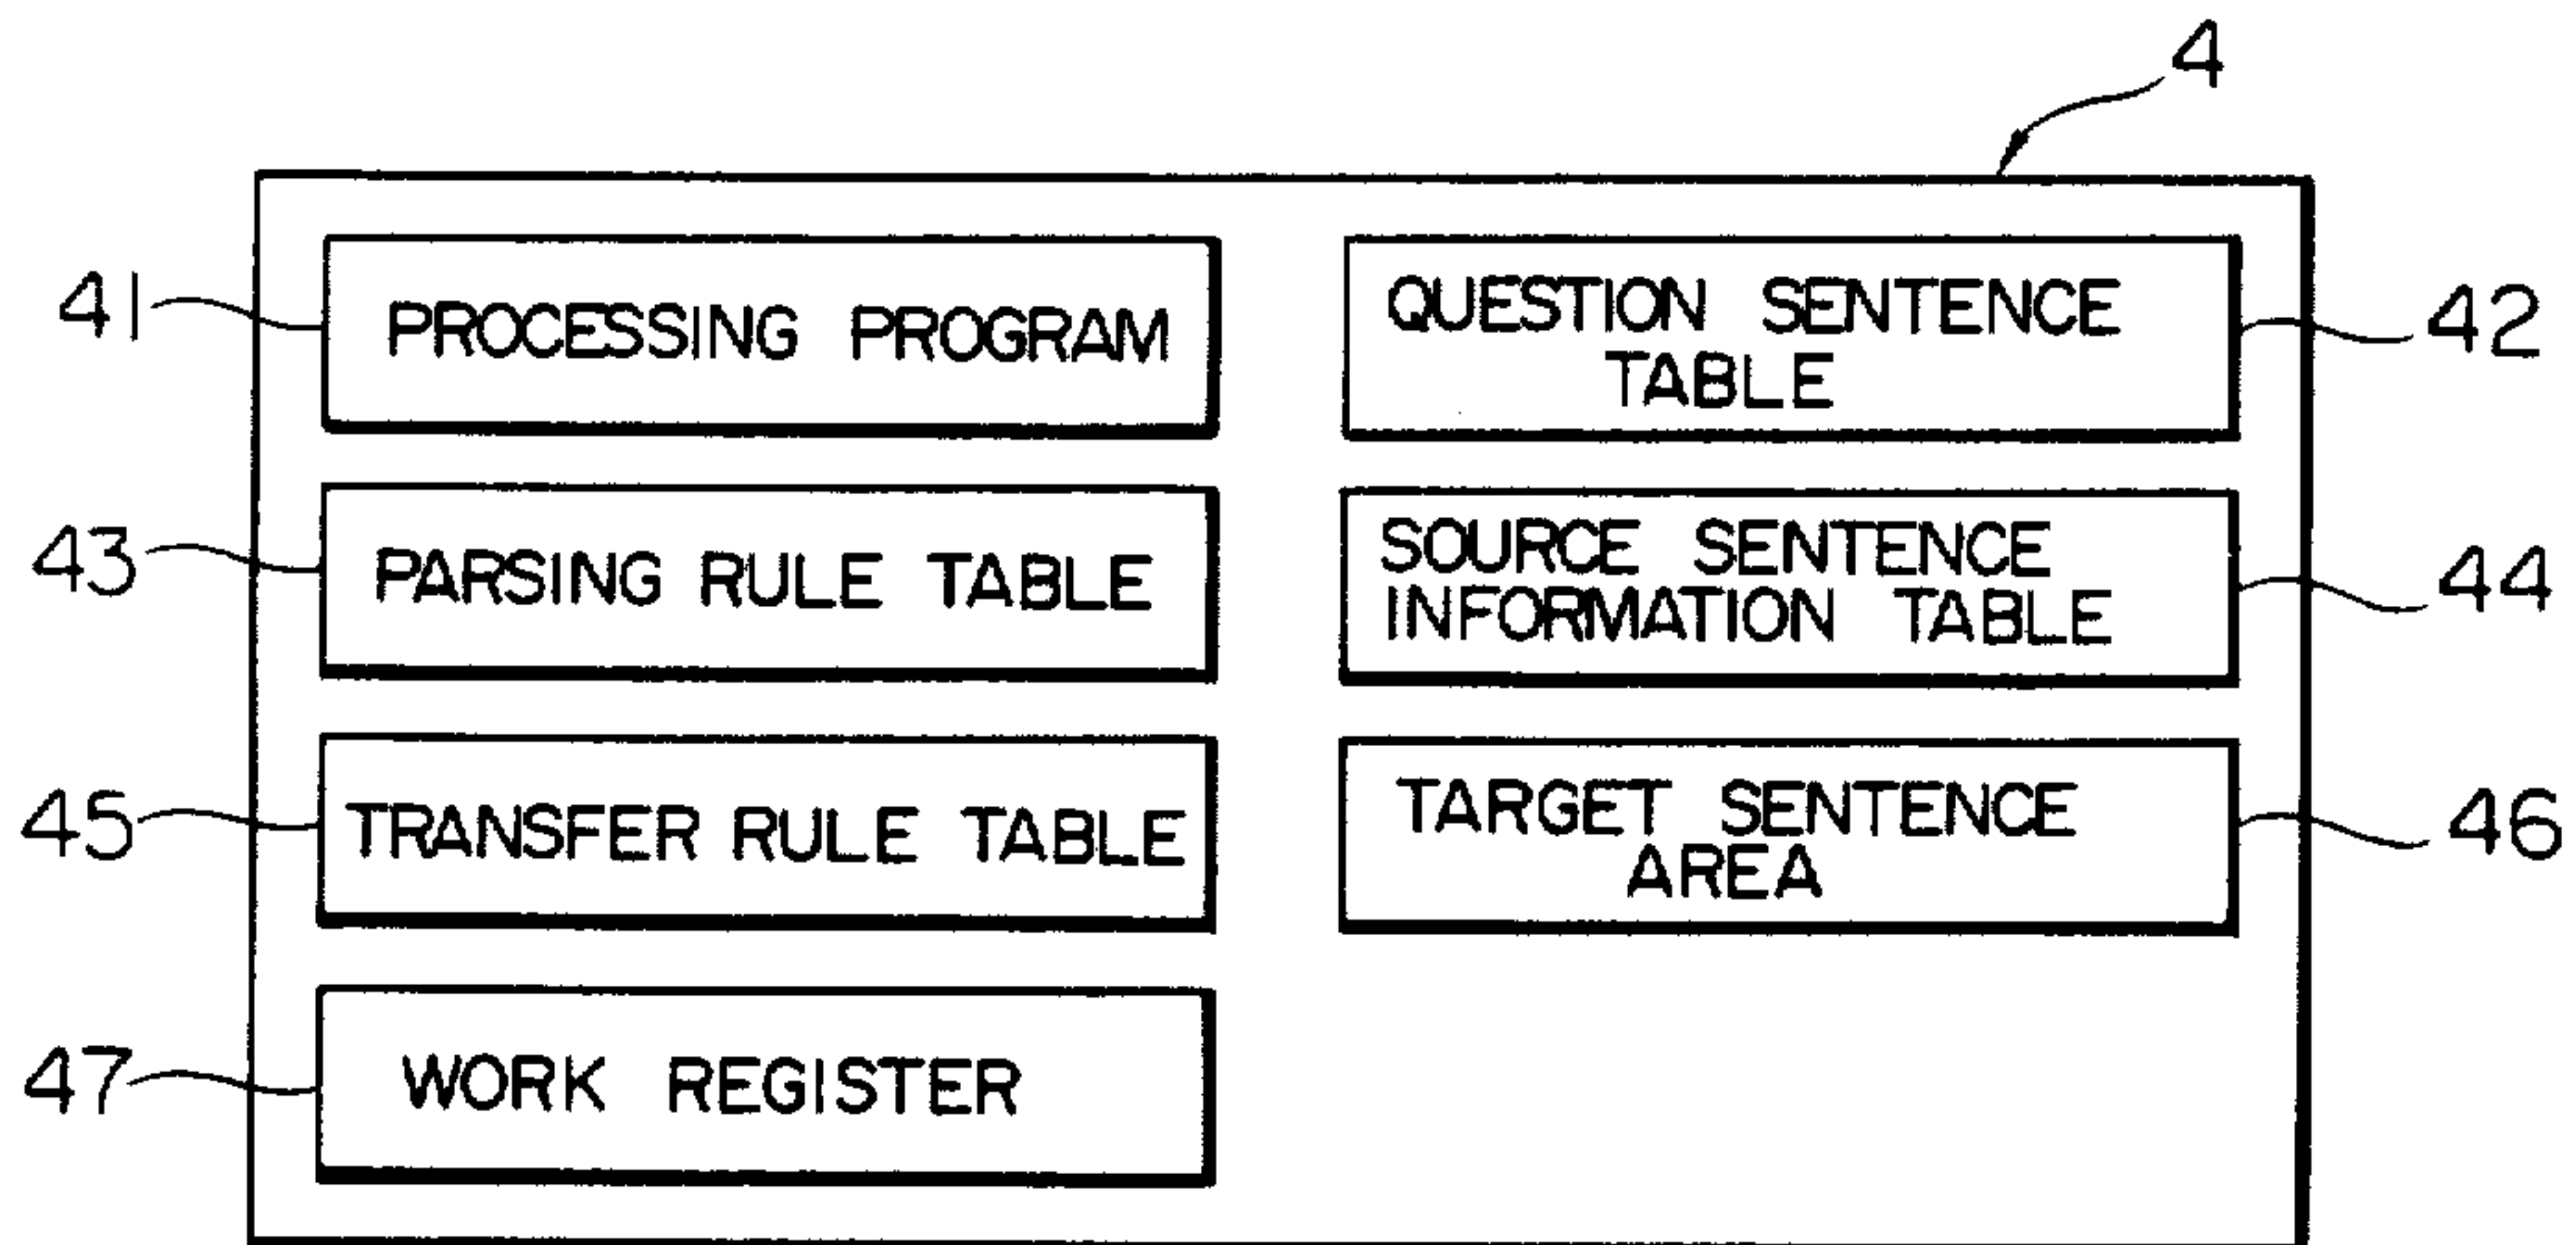 4
41
PROCESSING PROGRAM
QUESTION SENTENCE
TABLE
42
43
PARSING RULE TABLE
SOURCE SENTENCE
INFORMATION TABLE
44
45
TRANSFER RULE TABLE
TARGET SENTENCE
AREA
46
47
WORK REGISTER